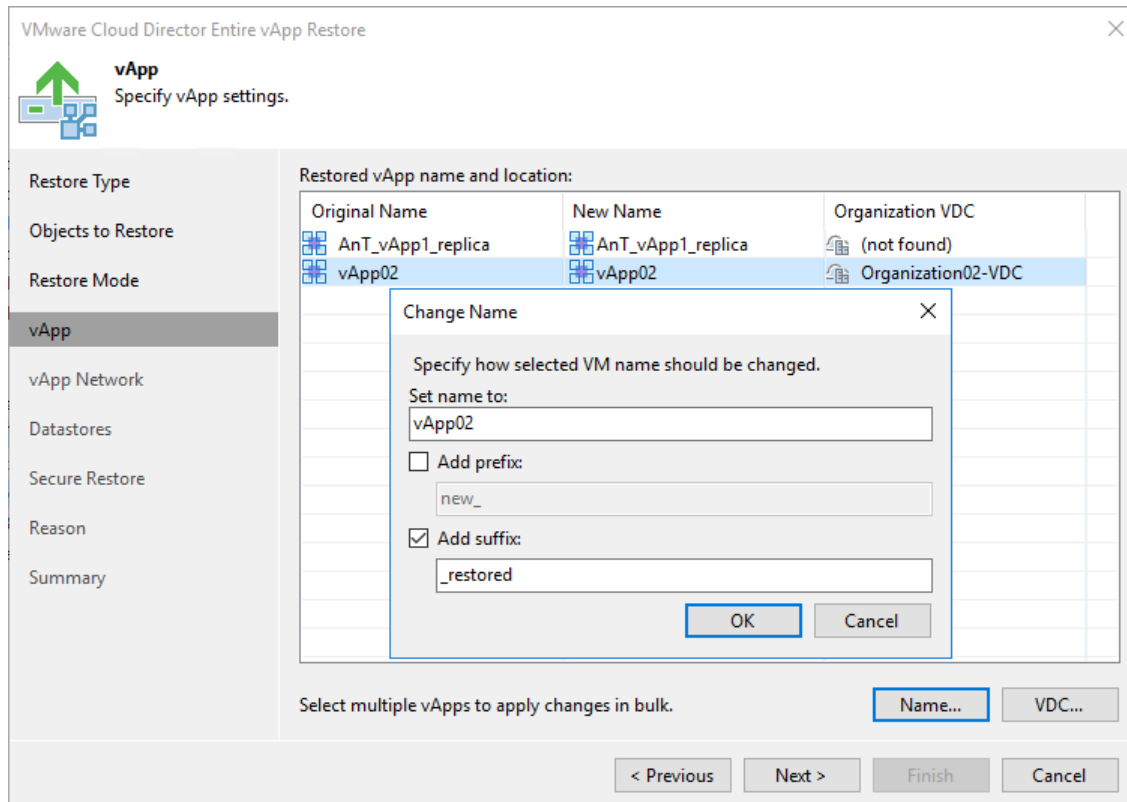 VMware Cloud Director Entire vApp Restore
vApp
Specify vApp settings.
Restore Type
Objects to Restore
Restore Mode
vApp
vApp Network
Datastores
Secure Restore
Reason
Summary
Restored vApp name and location:
Original Name New Name Organization VDC
AnT_vApp1_replica AnT_vApp1_replica (not found)
vApp02 vApp02 Organization02-VDC
Change Name
Specify how selected VM name should be changed.
Set name to:
vApp02
Add prefix:
new_
Add suffix:
_restored
OK Cancel
Select multiple vApps to apply changes in bulk. Name... VDC...
< Previous Next > Finish Cancel